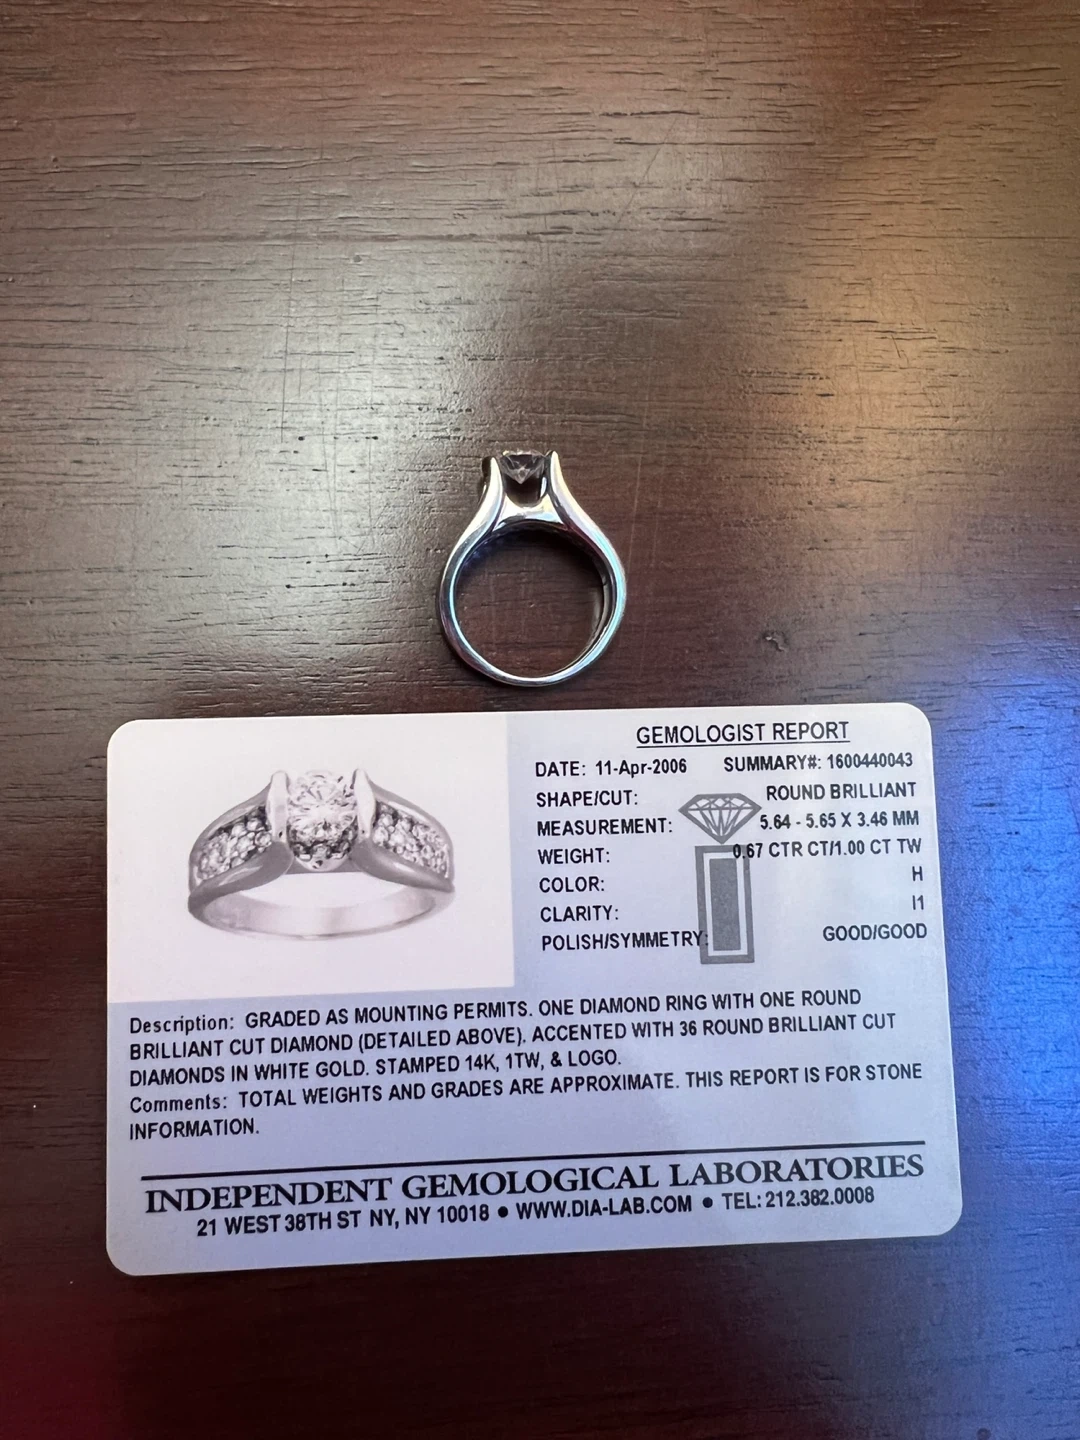 GEMOLOGIST REPORT
DATE: 11-Apr-2006 SUMMARY#: 1600440043
SHAPE/CUT: ROUND BRILLIANT
MEASUREMENT: 5.64 - 5.65 X 3.46 MM
WEIGHT: 0.67 CTR CT/1.00 CT TW
COLOR: H
CLARITY: I1
POLISH/SYMMETRY: GOOD/GOOD
Description: GRADED AS MOUNTING PERMITS. ONE DIAMOND RING WITH ONE ROUND
BRILLIANT CUT DIAMOND (DETAILED ABOVE). ACCENTED WITH 36 ROUND BRILLIANT CUT
DIAMONDS IN WHITE GOLD. STAMPED 14K, 1TW, & LOGO.
Comments: TOTAL WEIGHTS AND GRADES ARE APPROXIMATE. THIS REPORT IS FOR STONE
INFORMATION.
INDEPENDENT GEMOLOGICAL LABORATORIES
21 WEST 38TH ST NY, NY 10018 ● WWW.DIA-LAB.COM ● TEL: 212.382.0008